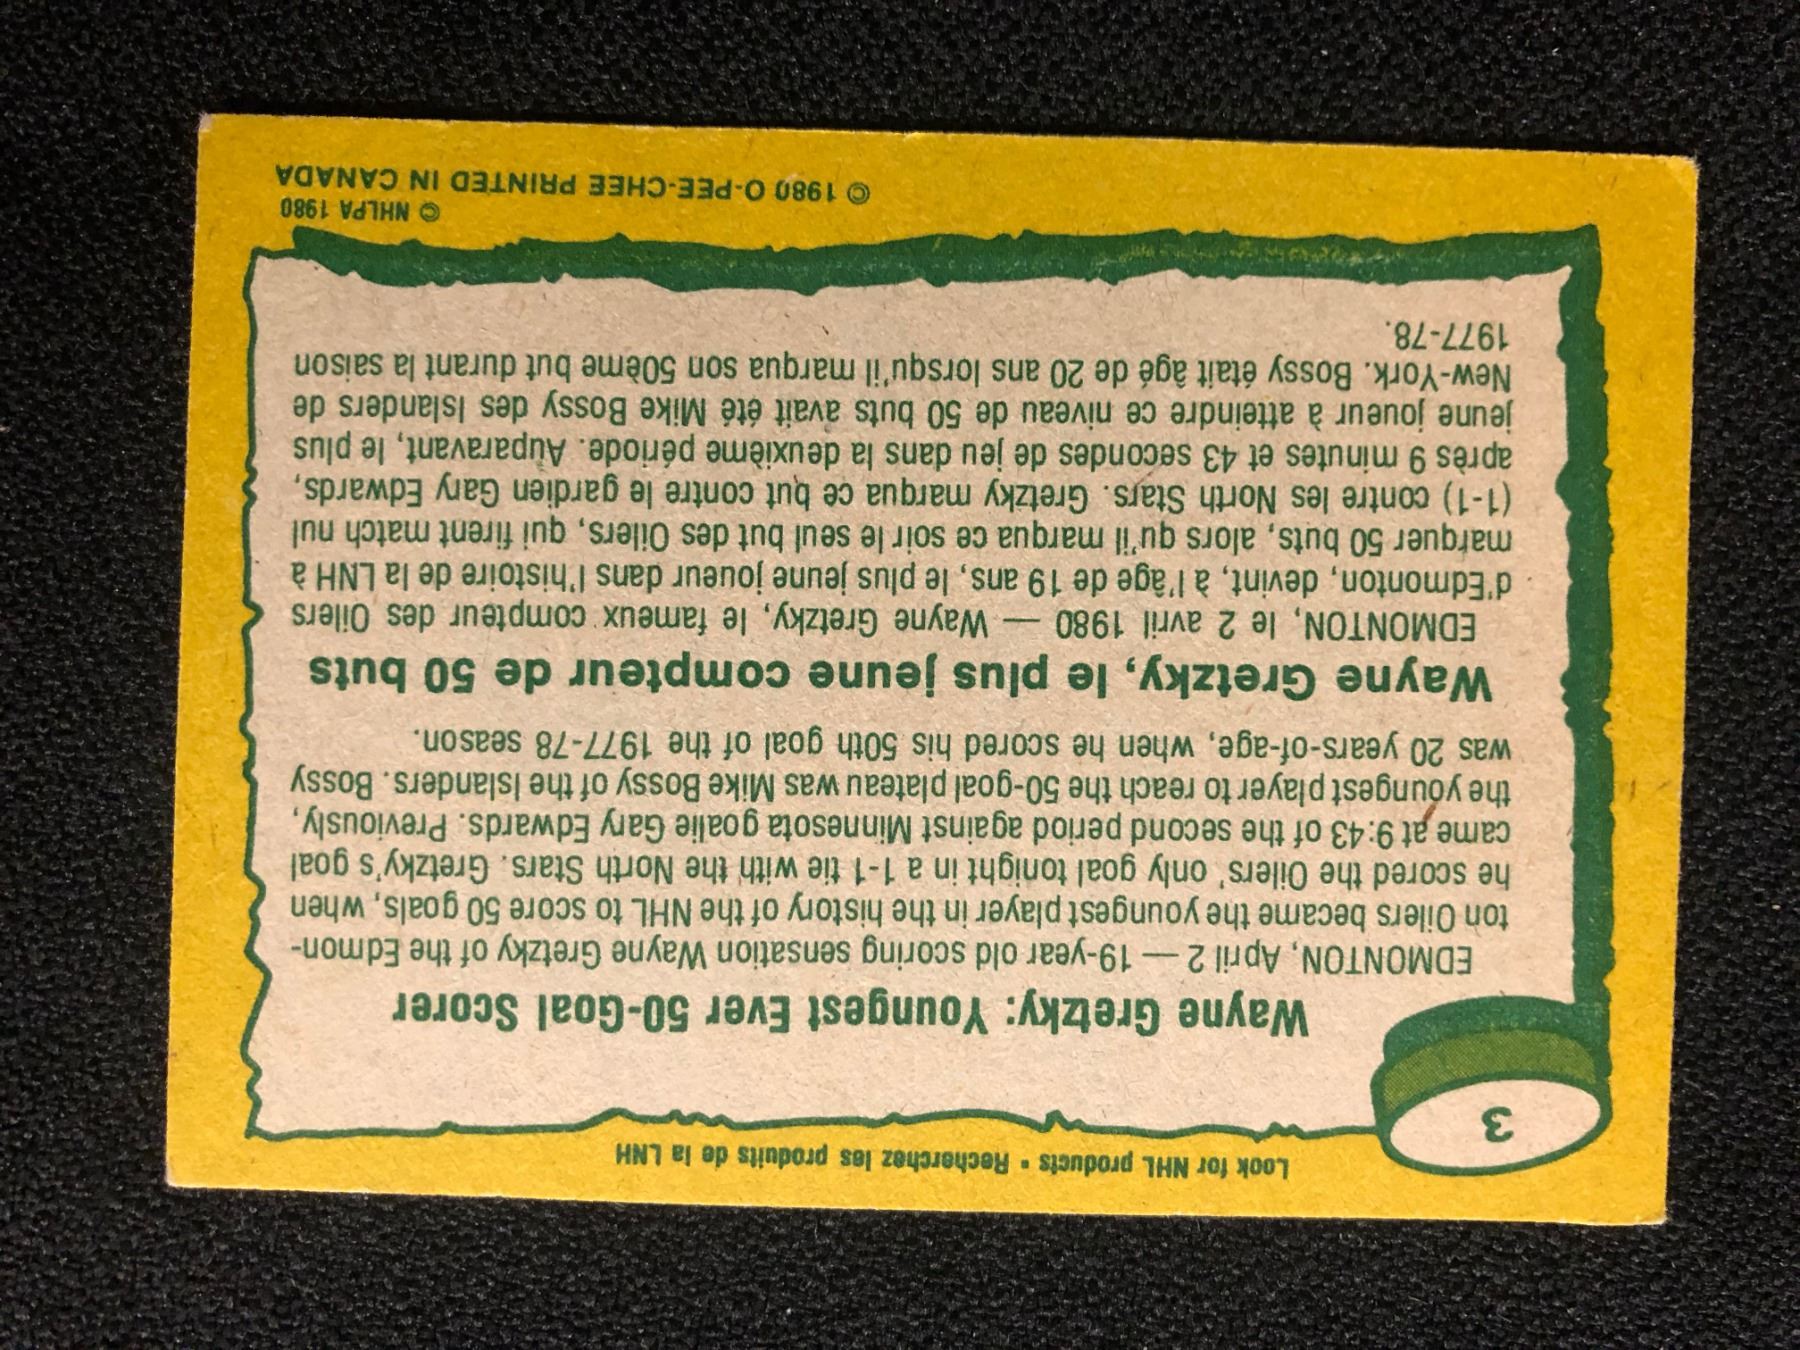 Look for NHL products • Recherchez les produits de la LNH
3
Wayne Gretzky: Youngest Ever 50-Goal Scorer
EDMONTON, April 2 — 19-year old scoring sensation Wayne Gretzky of the Edmon-
ton Oilers became the youngest player in the history of the NHL to score 50 goals, when
he scored the Oilers' only goal tonight in a 1-1 tie with the North Stars. Gretzky's goal
came at 9:43 of the second period against Minnesota goalie Gary Edwards. Previously,
the youngest player to reach the 50-goal plateau was Mike Bossy of the Islanders. Bossy
was 20 years-of-age, when he scored his 50th goal of the 1977-78 season.
Wayne Gretzky, le plus jeune compteur de 50 buts
EDMONTON, le 2 avril 1980 — Wayne Gretzky, le fameux compteur des Oilers
d'Edmonton, devint, à l'âge de 19 ans, le plus jeune joueur dans l'histoire de la LNH à
marquer 50 buts, alors qu'il marqua ce soir le seul but des Oilers, qui firent match nul
(1-1) contre les North Stars. Gretzky marqua ce but contre le gardien Gary Edwards,
après 9 minutes et 43 secondes de jeu dans la deuxième période. Auparavant, le plus
jeune joueur à atteindre ce niveau de 50 buts avait été Mike Bossy des Islanders de
New-York. Bossy était âgé de 20 ans lorsqu'il marqua son 50ème but durant la saison
1977-78.
© NHLPA 1980
© 1980 O-PEE-CHEE PRINTED IN CANADA